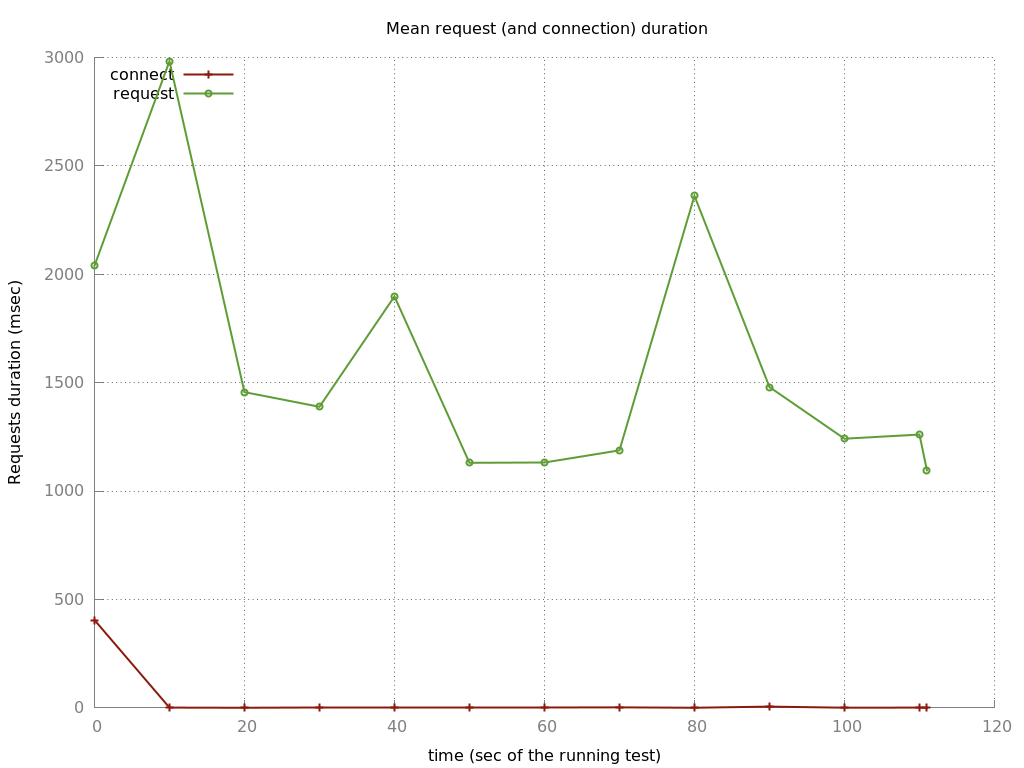 Mean request (and connection) duration
3000
2500
2000
1500
1000
500
0
connect
request
Requests duration (msec)
0 20 40 60 80 100 120
time (sec of the running test)